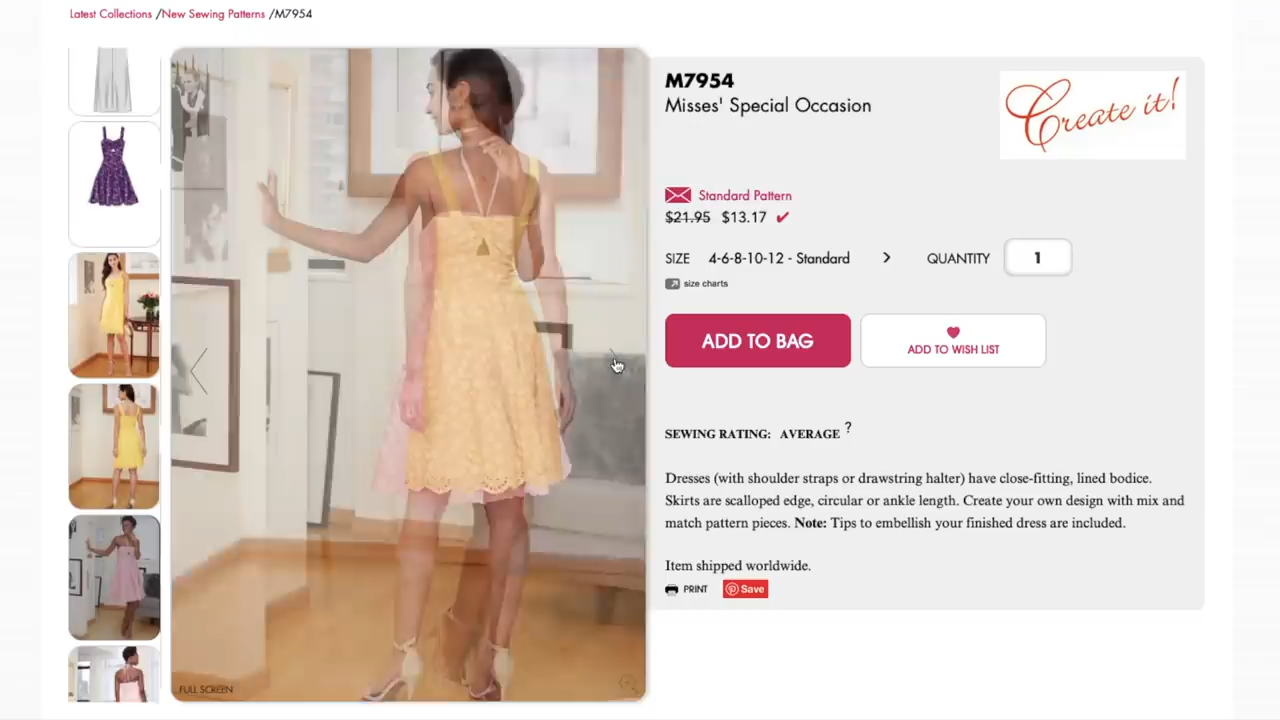 Latest Collections /New Sewing Patterns /M7954
M7954
Misses' Special Occasion
Create it!
Standard Pattern
$21.95 $13.17
SIZE 4-6-8-10-12 - Standard > QUANTITY 1
size charts
ADD TO BAG
ADD TO WISH LIST
SEWING RATING: AVERAGE ?
Dresses (with shoulder straps or drawstring halter) have close-fitting, lined bodice.
Skirts are scalloped edge, circular or ankle length. Create your own design with mix and
match pattern pieces. Note: Tips to embellish your finished dress are included.
Item shipped worldwide.
PRINT Save
FULL SCREEN